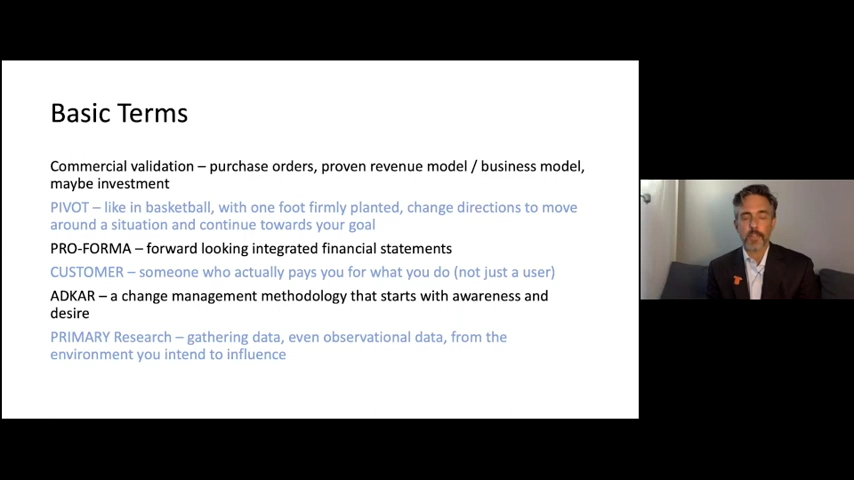 Basic Terms
Commercial validation – purchase orders, proven revenue model / business model,
maybe investment
PIVOT – like in basketball, with one foot firmly planted, change directions to move
around a situation and continue towards your goal
PRO-FORMA – forward looking integrated financial statements
CUSTOMER – someone who actually pays you for what you do (not just a user)
ADKAR – a change management methodology that starts with awareness and
desire
PRIMARY Research – gathering data, even observational data, from the
environment you intend to influence